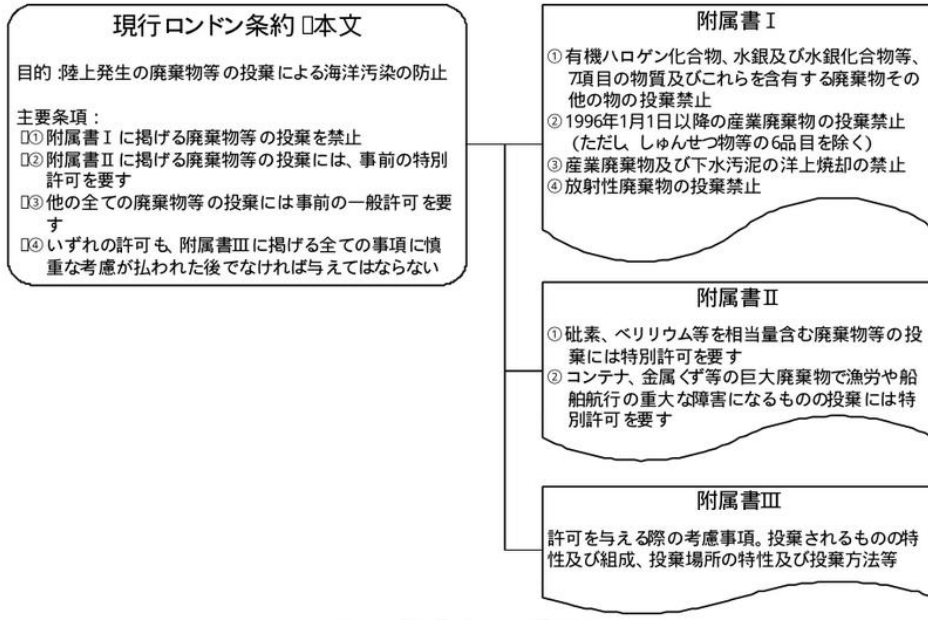 現行ロンドン条約 本文
目的:陸上発生の廃棄物等の投棄による海洋汚染の防止
主要条項:
①附属書Ⅰに掲げる廃棄物等の投棄を禁止
②附属書Ⅱに掲げる廃棄物等の投棄には、事前の特別
許可を要す
③他の全ての廃棄物等の投棄には事前の一般許可を要
す
④いずれの許可も、附属書Ⅲに掲げる全ての事項に慎
重な考慮が払われた後でなければ与えてはならない
附属書Ⅰ
①有機ハロゲン化合物、水銀及び水銀化合物等、
7項目の物質及びこれらを含有する廃棄物その
他の物の投棄禁止
②1996年1月1日以降の産業廃棄物の投棄禁止
(ただし、しゅんせつ物等の6品目を除く)
③産業廃棄物及び下水汚泥の洋上焼却の禁止
④放射性廃棄物の投棄禁止
附属書Ⅱ
①砒素、ベリリウム等を相当量含む廃棄物等の投
棄には特別許可を要す
②コンテナ、金属くず等の巨大廃棄物で漁労や船
舶航行の重大な障害になるものの投棄には特
別許可を要す
附属書Ⅲ
許可を与える際の考慮事項。投棄されるものの特
性及び組成、投棄場所の特性及び投棄方法等